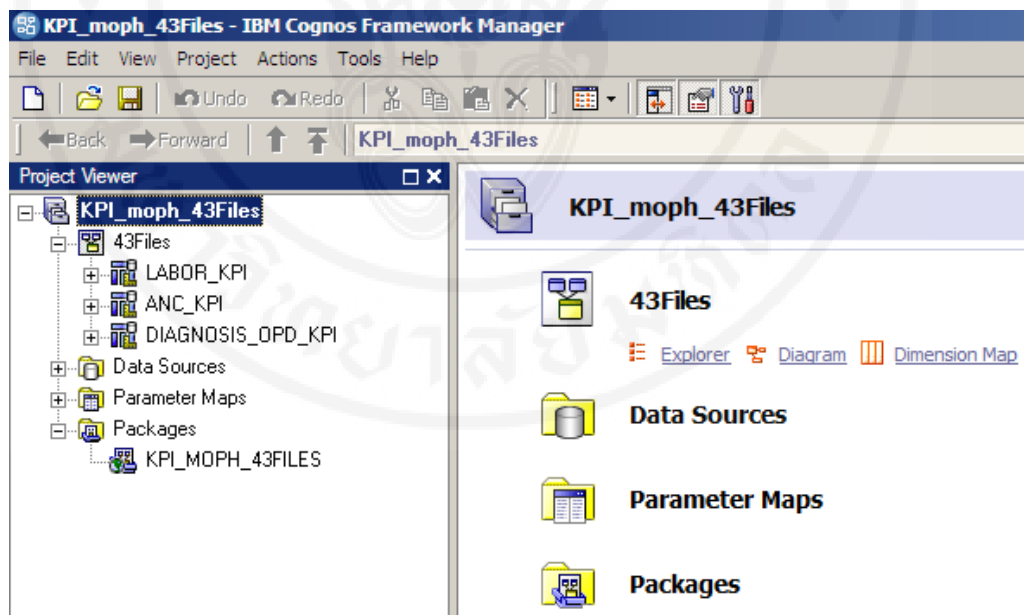 KPI_moph_43Files - IBM Cognos Framework Manager
File Edit View Project Actions Tools Help
Undo Redo
Back Forward KPI_moph_43Files
Project Viewer
KPI_moph_43Files
43Files
LABOR_KPI
ANC_KPI
DIAGNOSIS_OPD_KPI
Data Sources
Parameter Maps
Packages
KPI_MOPH_43FILES
KPI_moph_43Files
43Files
Explorer Diagram Dimension Map
Data Sources
Parameter Maps
Packages